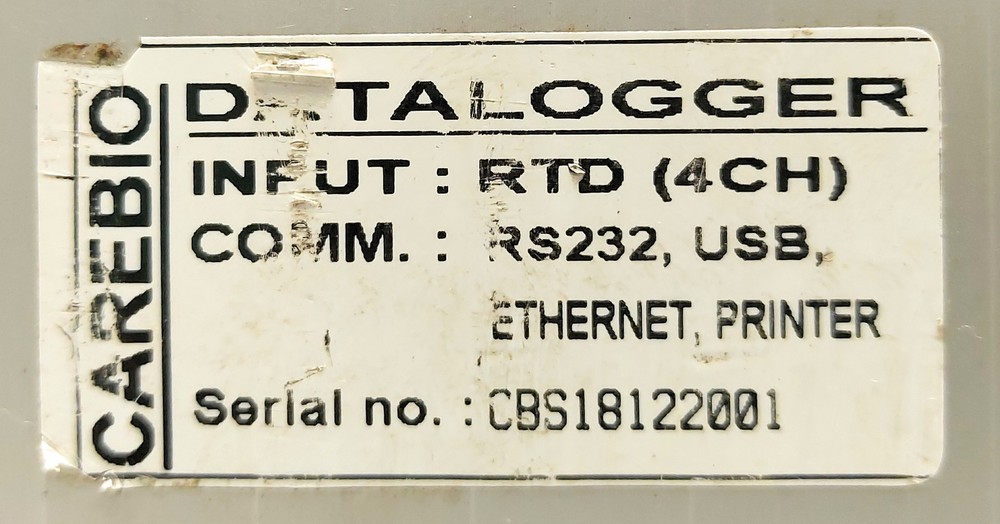 CAREBIO
DATALOGGER
INPUT : RTD (4CH)
COMM. : RS232, USB,
ETHERNET, PRINTER
Serial no. : CBS18122001